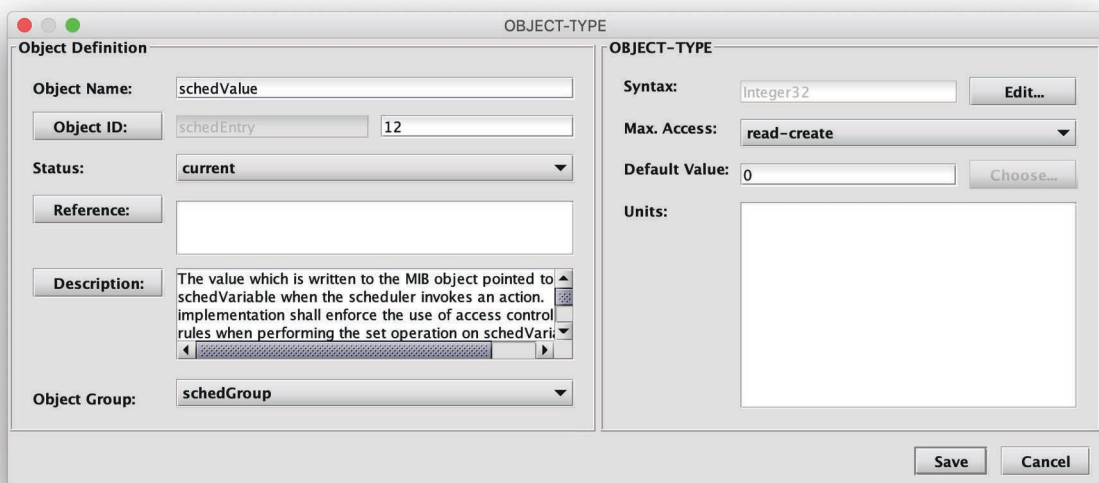 OBJECT-TYPE
Object Definition
Object Name: schedValue
Object ID: schedEntry 12
Status: current
Reference:
Description: The value which is written to the MIB object pointed to
schedVariable when the scheduler invokes an action.
implementation shall enforce the use of access control
rules when performing the set operation on schedVaria
Object Group: schedGroup
OBJECT-TYPE
Syntax: Integer32 Edit...
Max. Access: read-create
Default Value: 0 Choose...
Units:
Save Cancel